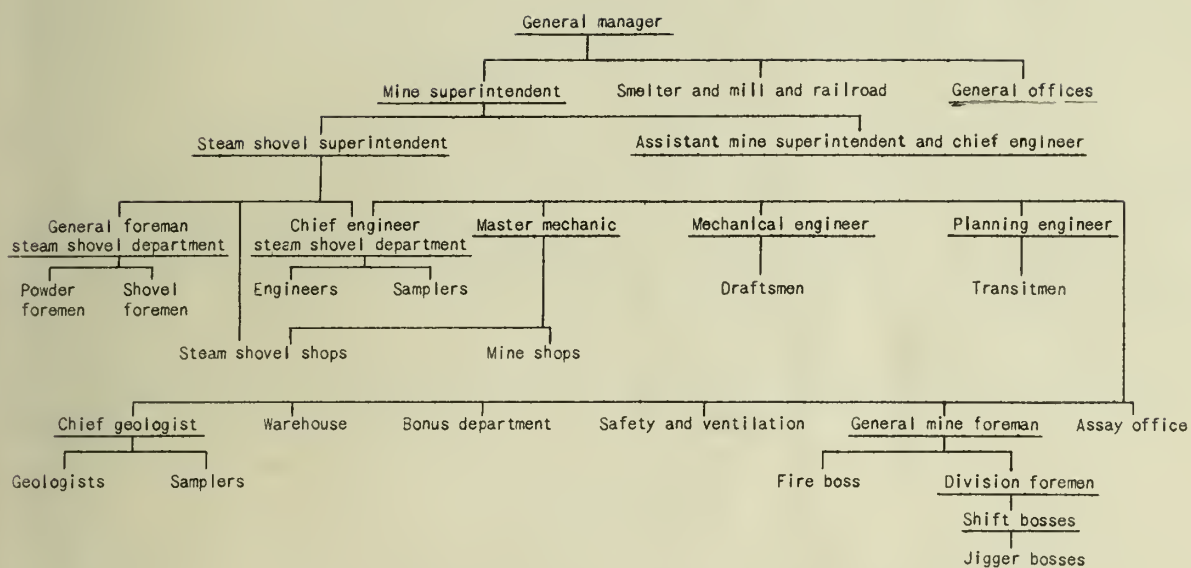 General manager
Mine superintendent Smelter and mill and railroad General offices
Steam shovel superintendent Assistant mine superintendent and chief engineer
General foreman Chief engineer Master mechanic Mechanical engineer Planning engineer
steam shovel department steam shovel department
Powder Shovel Engineers Samplers Draftsmen Transitmen
foremen foremen
Steam shovel shops Mine shops
Chief geologist Warehouse Bonus department Safety and ventilation General mine foreman Assay office
Geologists Samplers Fire boss Division foremen
Shift bosses
Jigger bosses